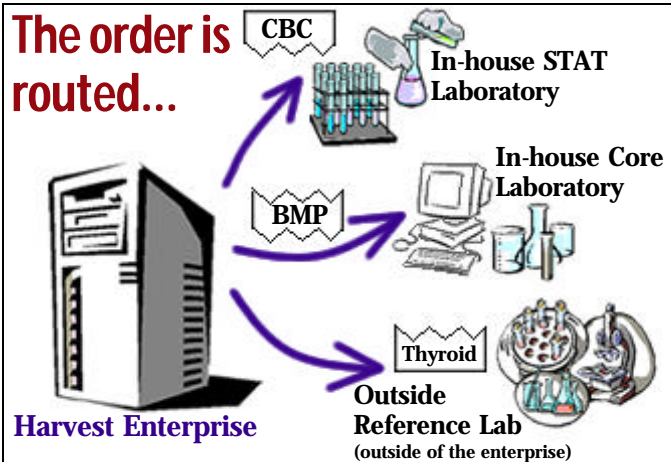 The order is
routed...
CBC
In-house STAT
Laboratory
In-house Core
Laboratory
BMP
Thyroid
Outside
Reference Lab
(outside of the enterprise)
Harvest Enterprise